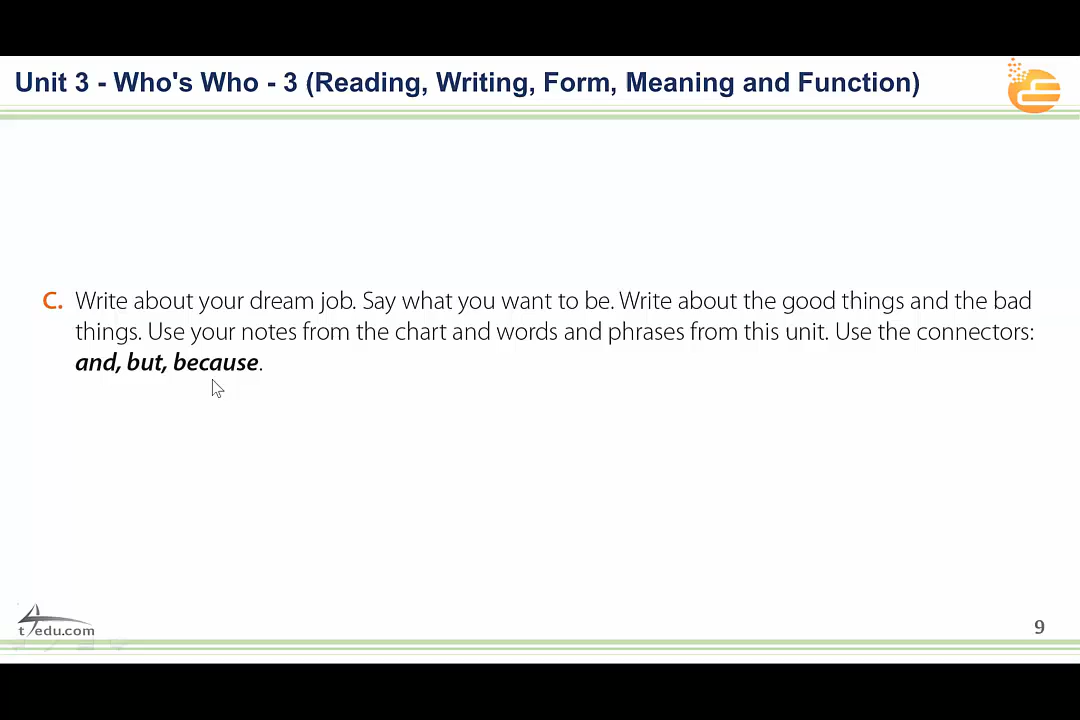 Unit 3 - Who's Who - 3 (Reading, Writing, Form, Meaning and Function)
C. Write about your dream job. Say what you want to be. Write about the good things and the bad
things. Use your notes from the chart and words and phrases from this unit. Use the connectors:
and, but, because.
t4edu.com
9